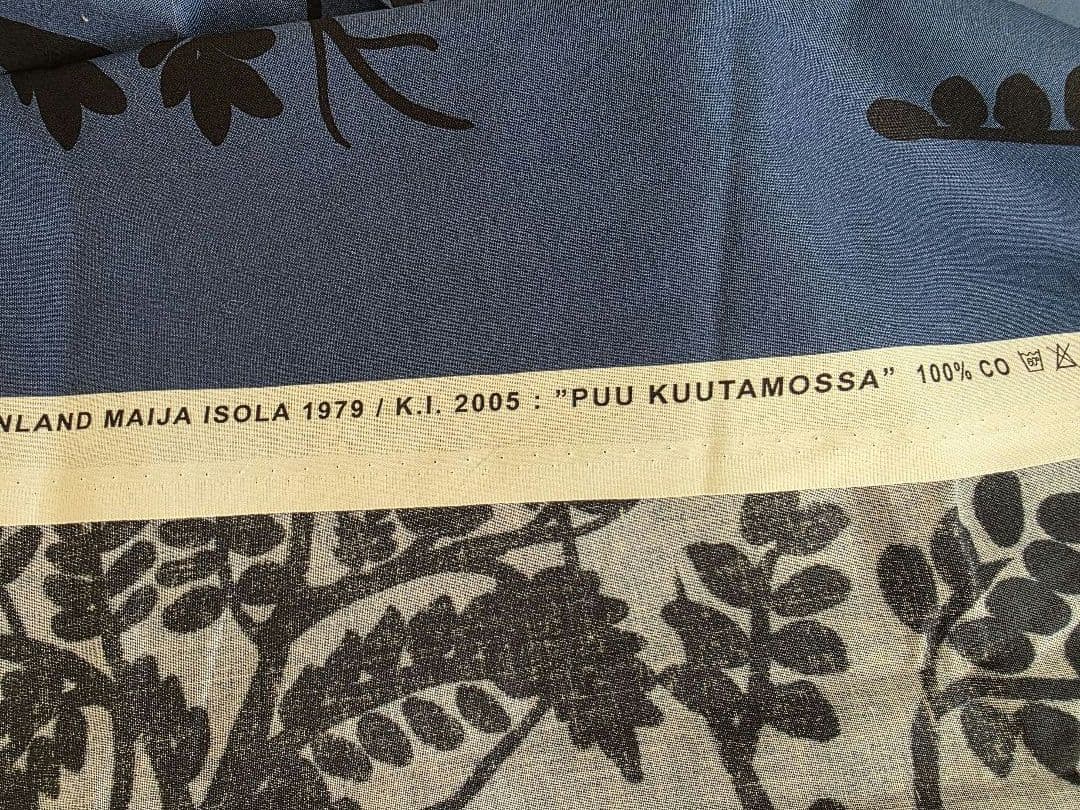 NLAND MAIJA ISOLA 1979 / K.I. 2005 : ”PUU KUUTAMOSSA” 100% CO